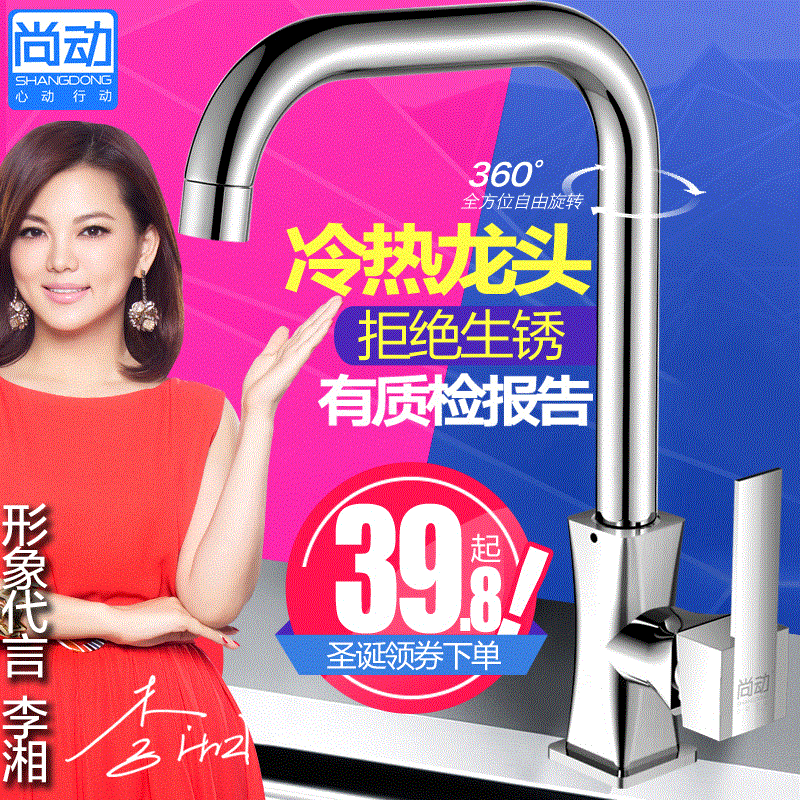 尚动
SHANGDONG
心动 行动
360°
全方位自由旋转
冷热龙头
拒绝生锈
有质检报告
39.8起!
圣诞领券下单
形象代言 李湘
尚动